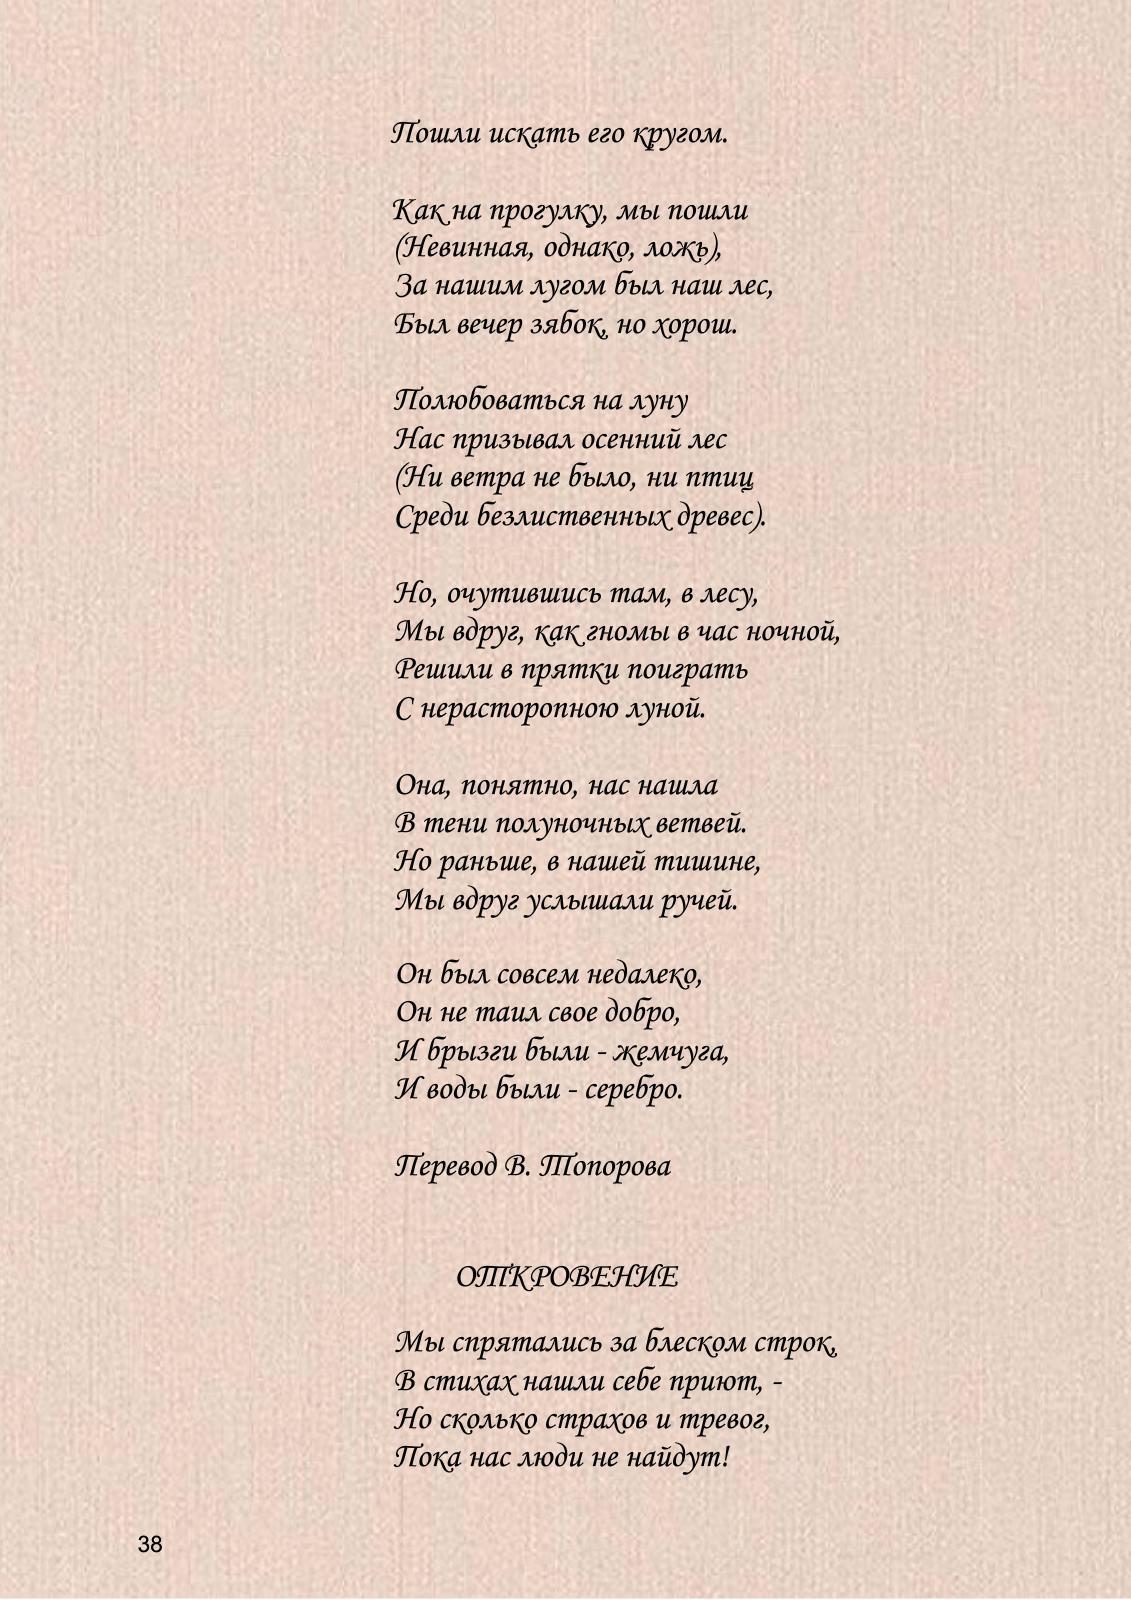 Пошли искать его кругом.
Как на прогулку, мы пошли
(Невинная, однако, ложь),
За нашим лугом был наш лес,
Был вечер зябок, но хорош.
Полюбоваться на луну
Нас призывал осенний лес
(Ни ветра не было, ни птиц
Среди безлиственных древес).
Но, очутившись там, в лесу,
Мы вдруг, как гномы в час ночной,
Решили в прятки поиграть
С нерасторопною луной.
Она, понятно, нас нашла
В тени полуночных ветвей.
Но раньше, в нашей тишине,
Мы вдруг услышали ручей.
Он был совсем недалеко,
Он не таил свое добро,
И брызги были - жемчуга,
И воды были - серебро.
Перевод В. Топорова
ОТКРОВЕНИЕ
Мы спрятались за блеском строк,
В стихах нашли себе приют, -
Но сколько страхов и тревог,
Пока нас люди не найдут!
38